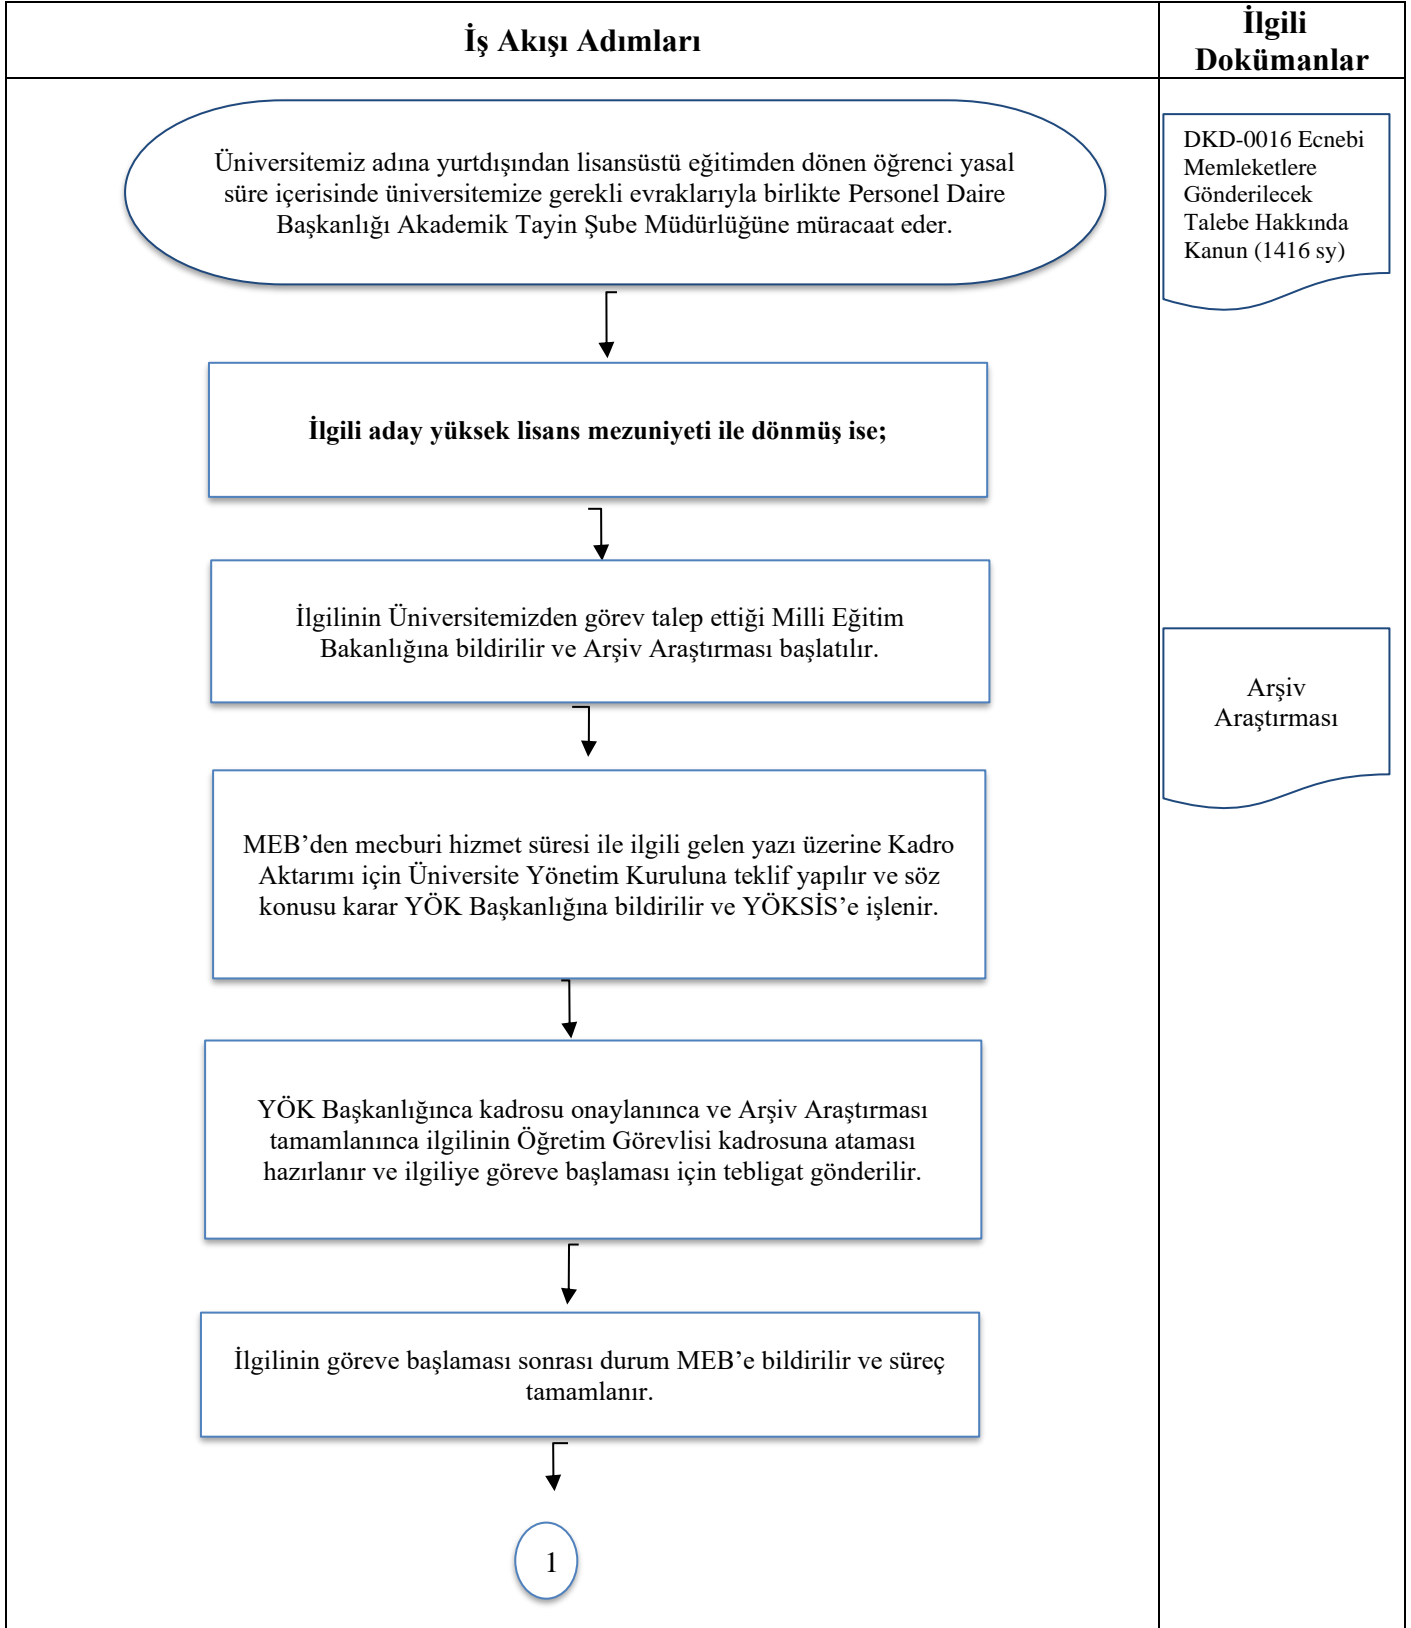 İş Akışı Adımları
İlgili
Dokümanlar
Üniversitemiz adına yurtdışından lisansüstü eğitimden dönen öğrenci yasal
süre içerisinde üniversitemize gerekli evraklarıyla birlikte Personel Daire
Başkanlığı Akademik Tayin Şube Müdürlüğüne müracaat eder.
DKD-0016 Ecnebi
Memleketlere
Gönderilecek
Talebe Hakkında
Kanun (1416 sy)
İlgili aday yüksek lisans mezuniyeti ile dönmüş ise;
İlgilinin Üniversitemizden görev talep ettiği Milli Eğitim
Bakanlığına bildirilir ve Arşiv Araştırması başlatılır.
Arşiv
Araştırması
MEB’den mecburi hizmet süresi ile ilgili gelen yazı üzerine Kadro
Aktarımı için Üniversite Yönetim Kuruluna teklif yapılır ve söz
konusu karar YÖK Başkanlığına bildirilir ve YÖKSİS’e işlenir.
YÖK Başkanlığınca kadrosu onaylanınca ve Arşiv Araştırması
tamamlanınca ilgilinin Öğretim Görevlisi kadrosuna ataması
hazırlanır ve ilgiliye göreve başlaması için tebligat gönderilir.
İlgilinin göreve başlaması sonrası durum MEB’e bildirilir ve süreç
tamamlanır.
1